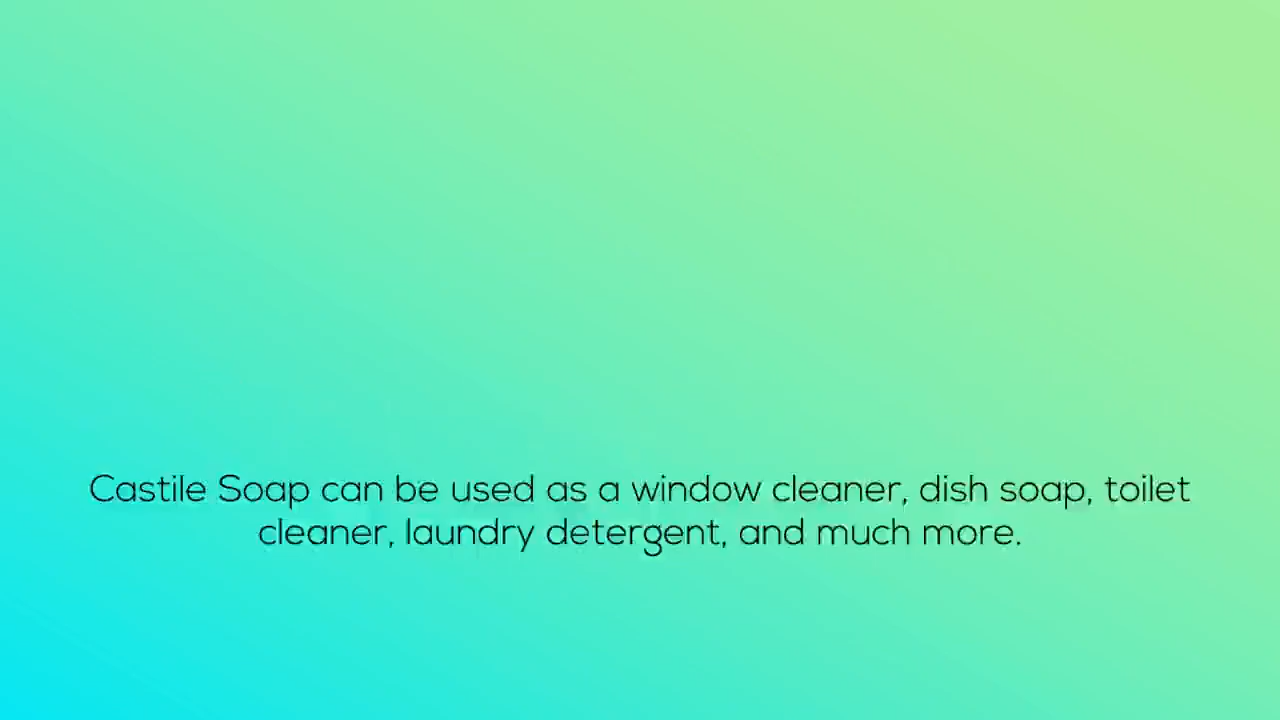 Castile Soap can be used as a window cleaner, dish soap, toilet
cleaner, laundry detergent, and much more.